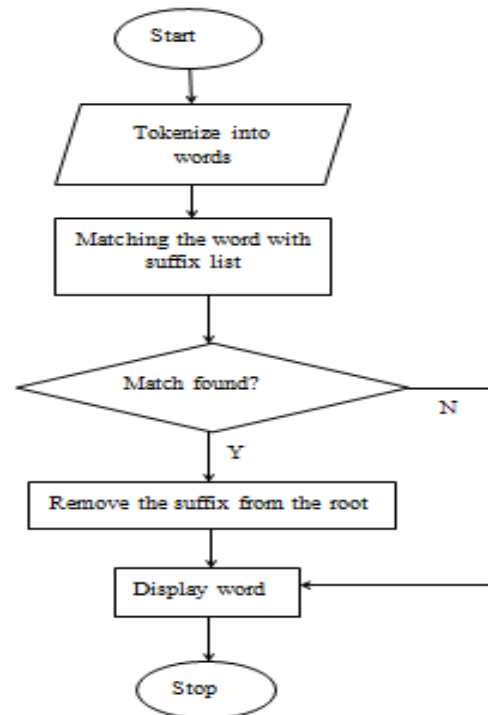 Start
Tokenize into
words
Matching the word with
suffix list
Match found?
N
Y
Remove the suffix from the root
Display word
Stop